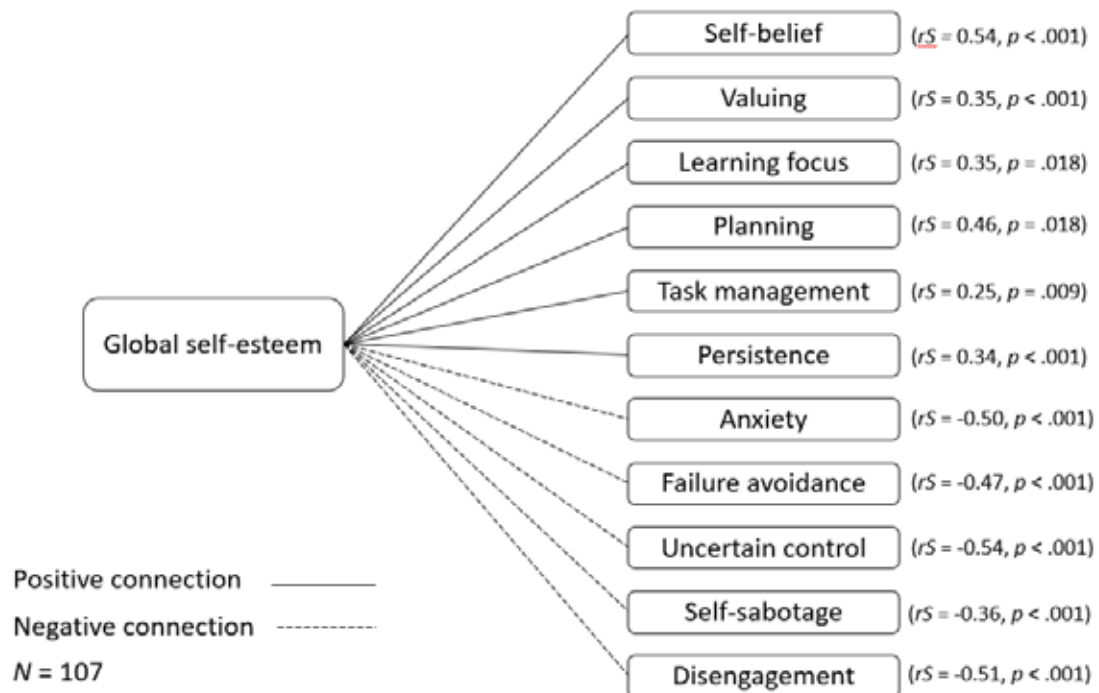 Self-belief (rS = 0.54, p < .001)
Valuing (rS = 0.35, p < .001)
Learning focus (rS = 0.35, p = .018)
Planning (rS = 0.46, p = .018)
Task management (rS = 0.25, p = .009)
Global self-esteem
Persistence (rS = 0.34, p < .001)
Anxiety (rS = -0.50, p < .001)
Failure avoidance (rS = -0.47, p < .001)
Uncertain control (rS = -0.54, p < .001)
Positive connection
Self-sabotage (rS = -0.36, p < .001)
Negative connection
Disengagement (rS = -0.51, p < .001)
N = 107